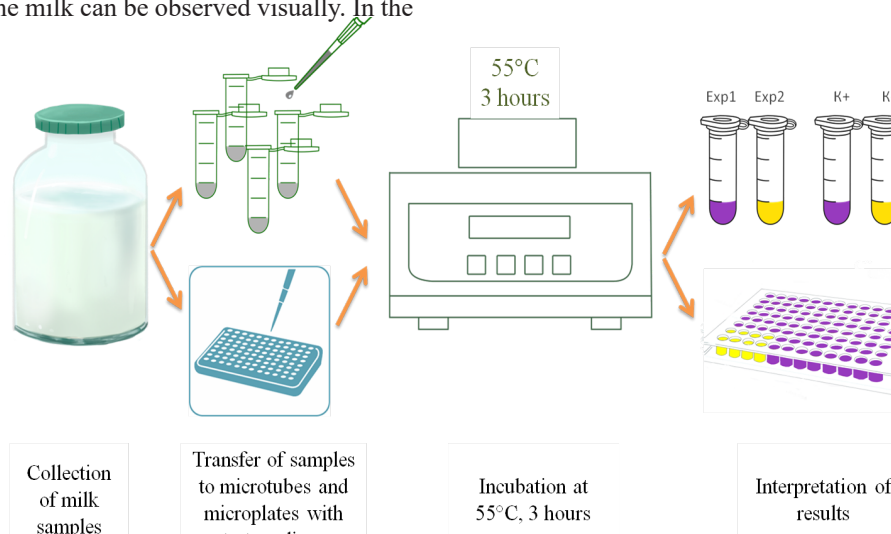 ne milk can be observed visually. In the
55°C
3 hours
Exp1 Exp2 K+ K
Collection
of milk
samples
Transfer of samples
to microtubes and
microplates with
Incubation at
55°C, 3 hours
Interpretation of
results